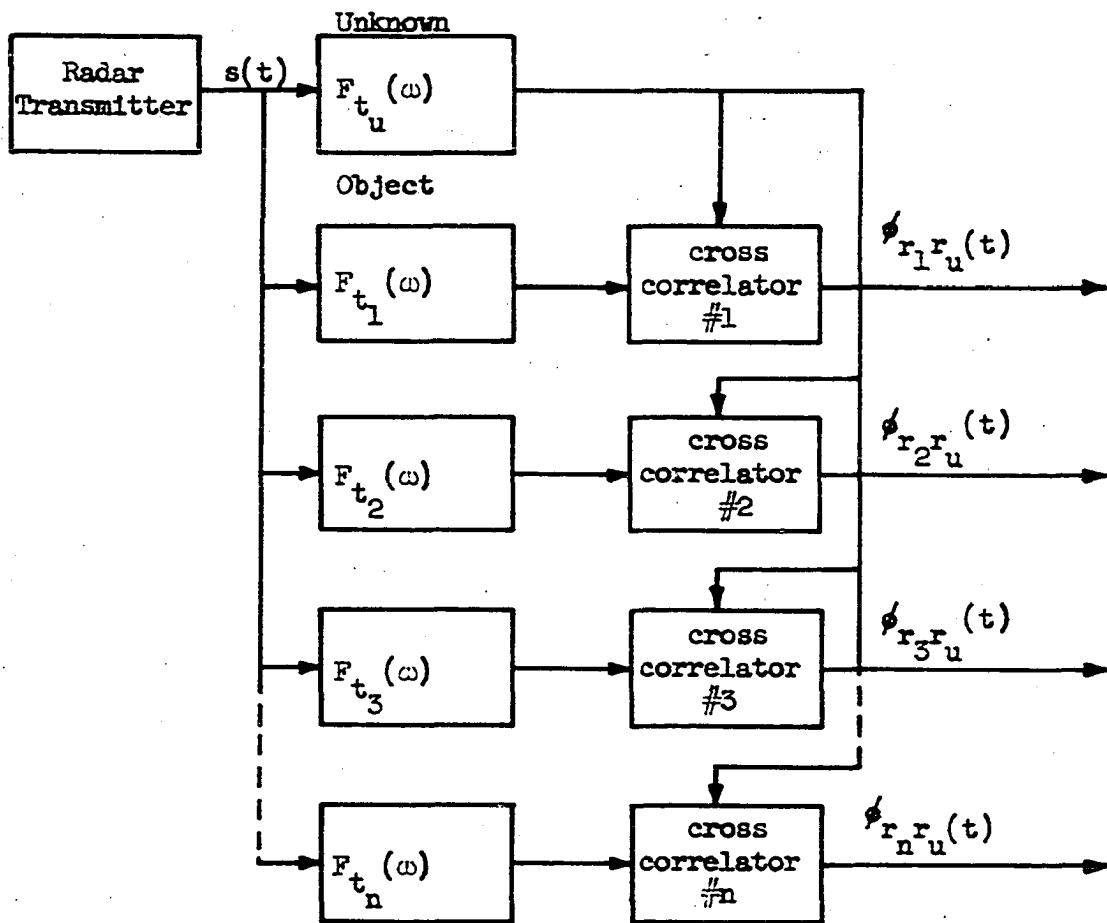 Unknown
Radar
Transmitter
s(t)
F_{t_u}(ω)
Object
F_{t_1}(ω)
cross
correlator
#1
ϕ_{r_1 r_u}(t)
F_{t_2}(ω)
cross
correlator
#2
ϕ_{r_2 r_u}(t)
F_{t_3}(ω)
cross
correlator
#3
ϕ_{r_3 r_u}(t)
F_{t_n}(ω)
cross
correlator
#n
ϕ_{r_n r_u}(t)